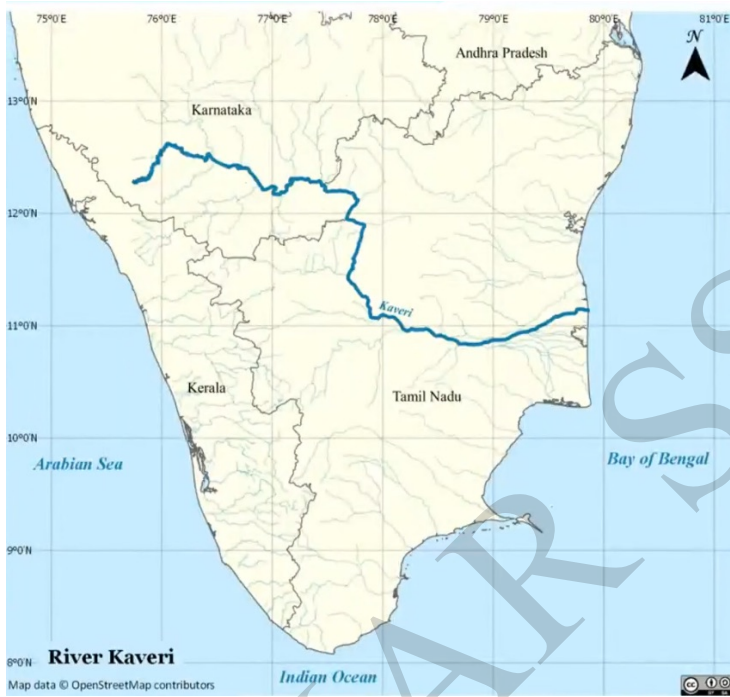 75°0'E 76°0'E 77°0'E 78°0'E 79°0'E 80°0'E 81°0'E
N
Andhra Pradesh
13°0'N
Karnataka
12°0'N
Kaveri
11°0'N
Kerala
Tamil Nadu
10°0'N
Arabian Sea
Bay of Bengal
9°0'N
8°0'N
River Kaveri
Indian Ocean
Map data © OpenStreetMap contributors
cc